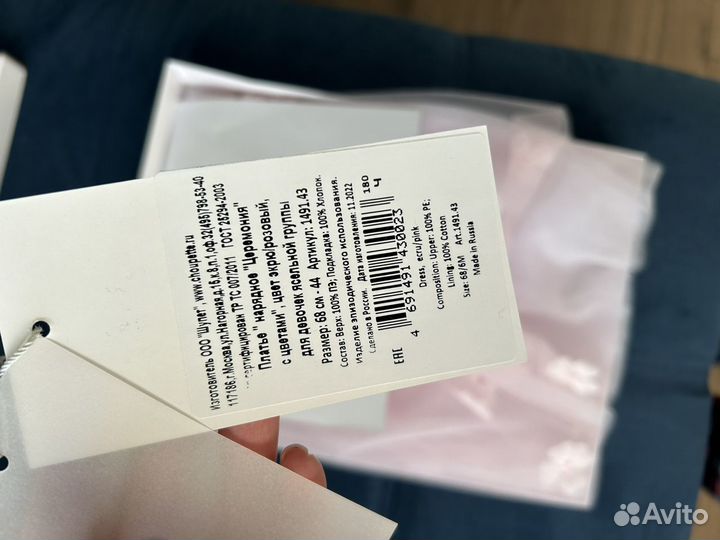 Изготовитель ООО "Шупет", www.choupette.ru
117186, г.Москва,ул.Нагорная,д.15,к.8,п.1,оф.32(495)798-53-40
сертифицирован ТР ТС 007/2011 ГОСТ 26294-2003
Платье " нарядное "Церемония"
с цветами", цвет экрю/розовый,
для девочек ясельной группы
Размер: 68 см - 44 Артикул: 1491.43
Состав: Верх: 100% ПЭ; Подкладка: 100% Хлопок.
Изделие эпизодического использования.
Сделано в России. Дата изготовления: 11.2022
180
Ч
4 691491 430023
EAC
Dress, ecru/pink
Composition: Upper: 100% PE;
Lining: 100% Cotton
Size: 68/6M Art.1491.43
Made in Russia
Avito